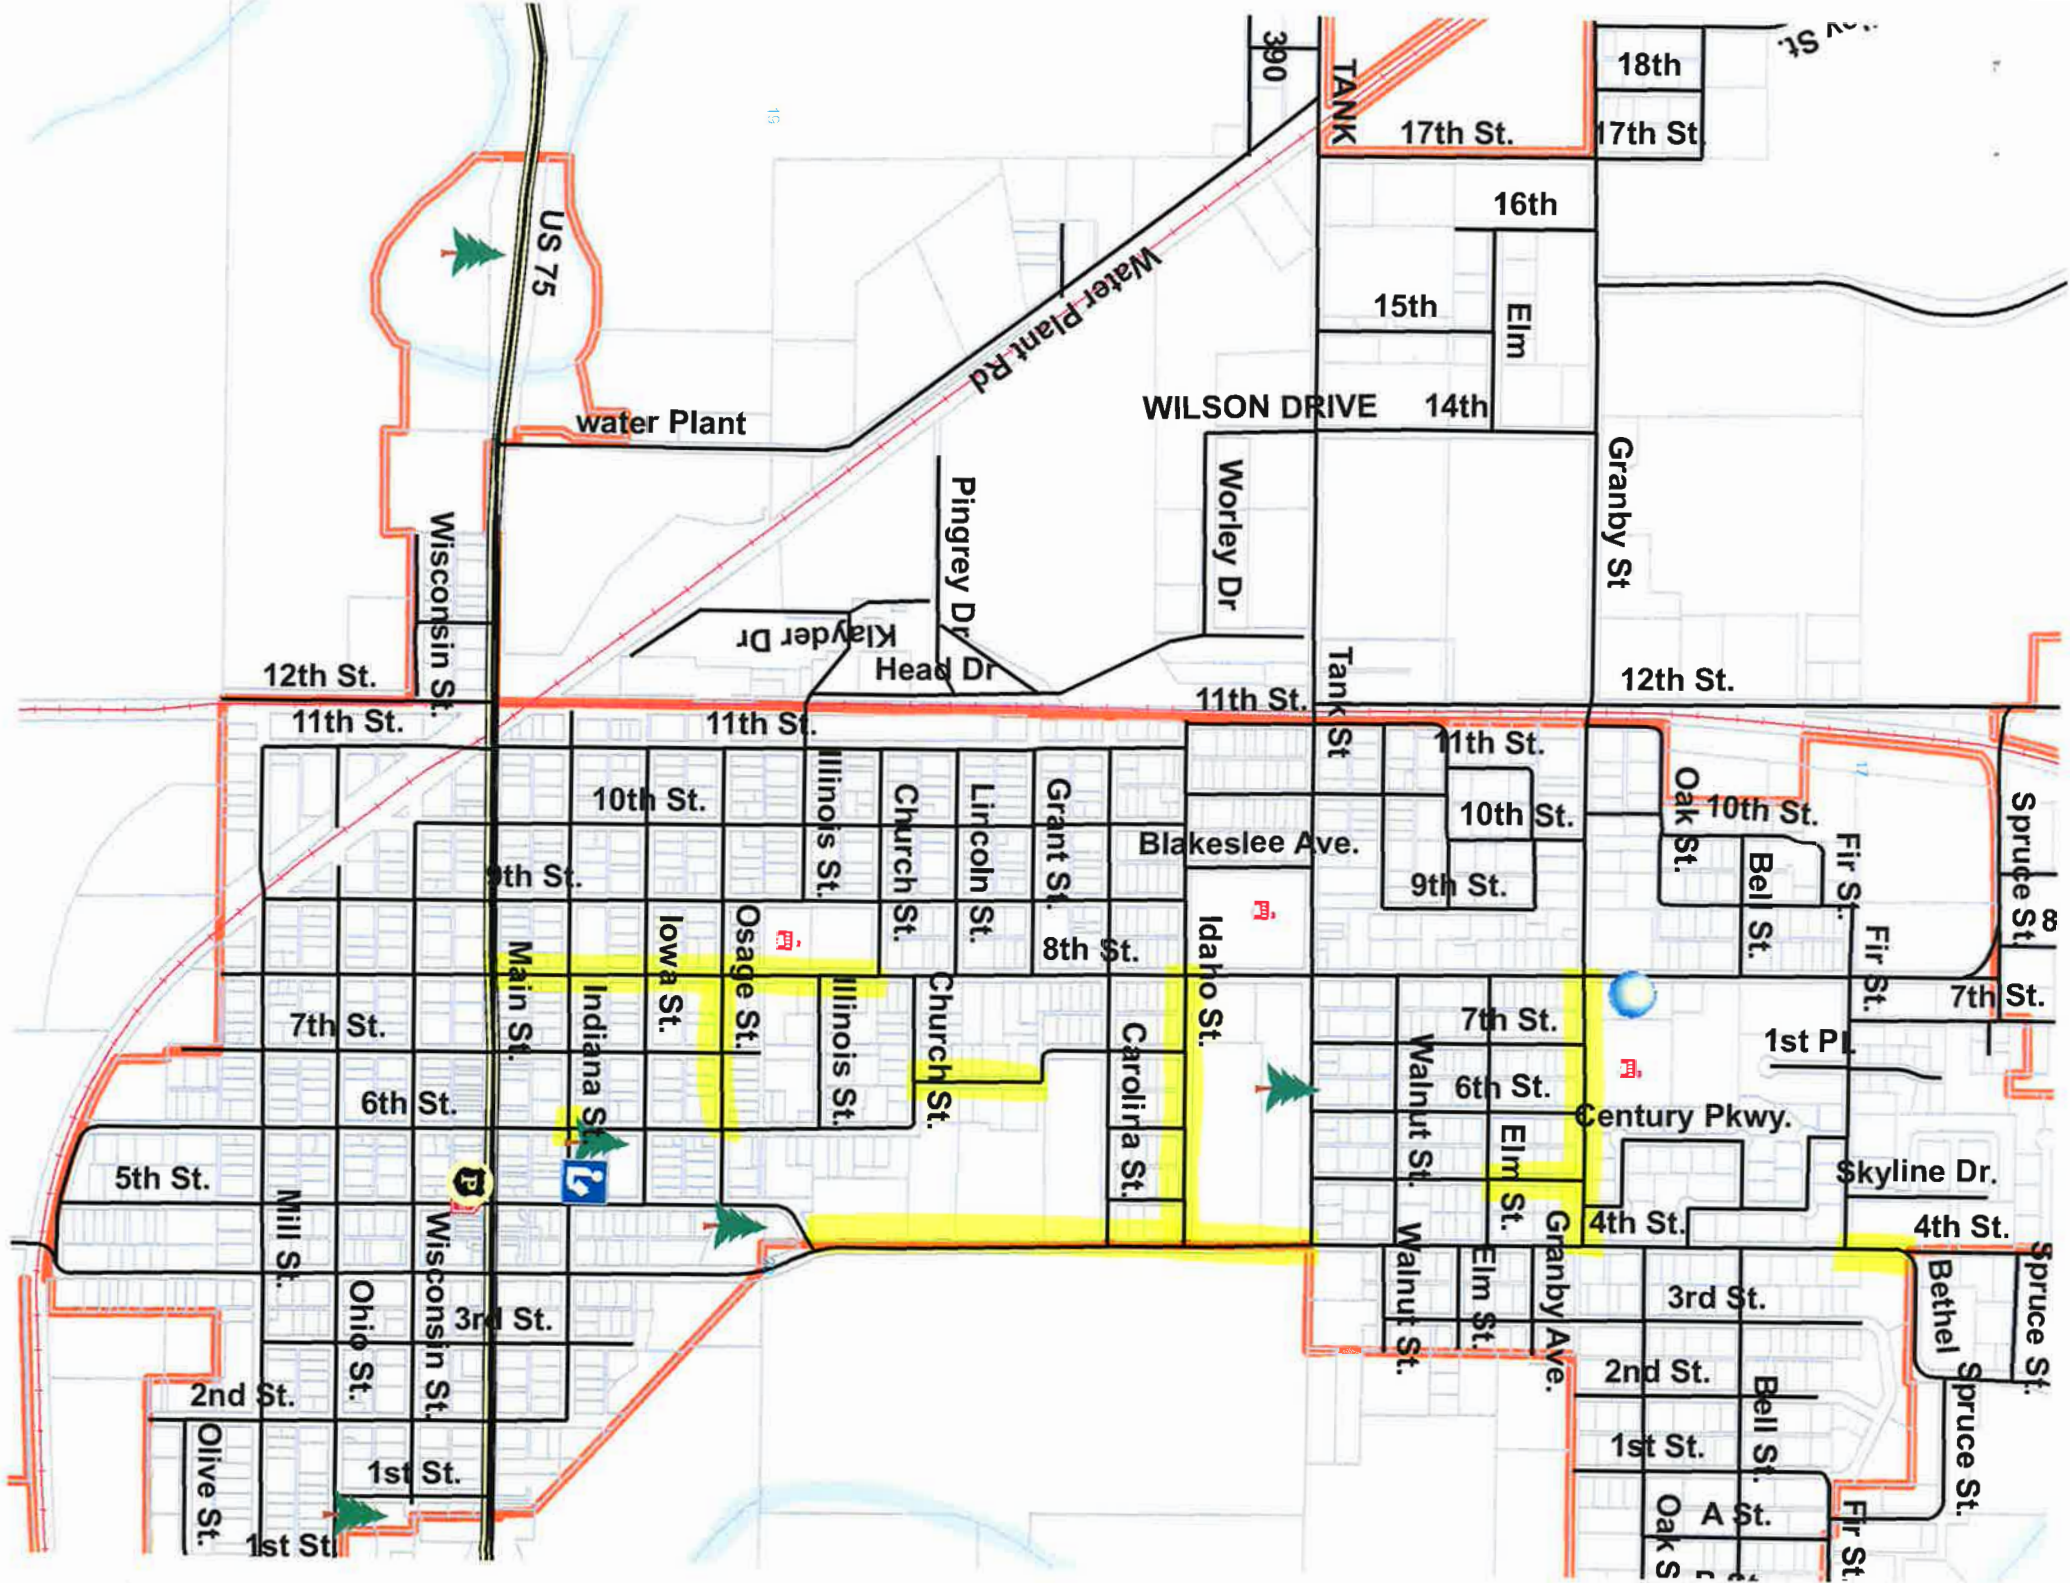 390
TANK
18th
17th St.
17th St
16th
US 75
Water Plant Rd
15th
Elm
water Plant
WILSON DRIVE
14th
Granby St
Wisconsin St.
Pingrey Dr
Worley Dr
Klayder Dr
Head Dr
12th St.
11th St.
Tank St
12th St.
11th St.
11th St.
11th St.
10th St.
Illinois St.
Church St.
Lincoln St.
Grant St.
Blakeslee Ave.
10th St.
Oak St.
10th St.
Spruce St.
9th St.
9th St.
Bell St.
Fir St.
8
Main St.
Iowa St.
Osage St.
8th St.
Idaho St.
Fir St.
7th St.
Indiana St.
Illinois St.
Church St.
Carolina St.
7th St.
Walnut St.
7th St.
1st PL
6th St.
6th St.
Century Pkwy.
5th St.
P
Elm St.
Skyline Dr.
Mill St.
Wisconsin St.
Walnut St.
Granby Ave.
4th St.
4th St.
Ohio St.
3rd St.
Elm St.
3rd St.
Bethel
Spruce St.
2nd St.
2nd St.
Bell St.
Spruce St.
Olive St.
1st St.
1st St.
Oak S
A St.
Fir St.
1st St.
19
17